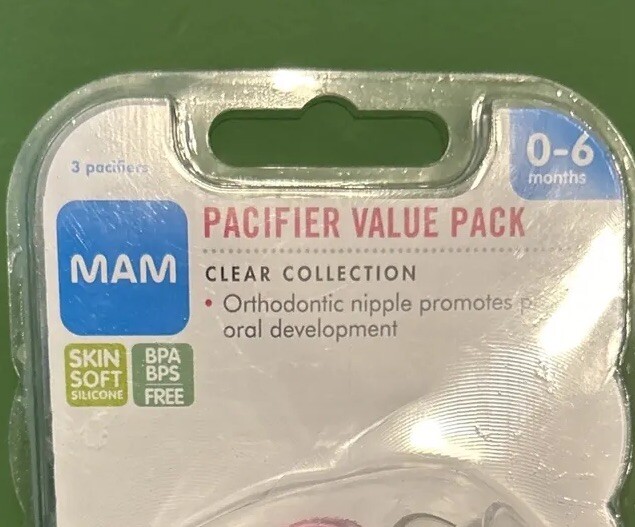 3 pacifiers
0-6
months
MAM
PACIFIER VALUE PACK
CLEAR COLLECTION
• Orthodontic nipple promotes
oral development
SKIN
SOFT
SILICONE
BPA
BPS
FREE